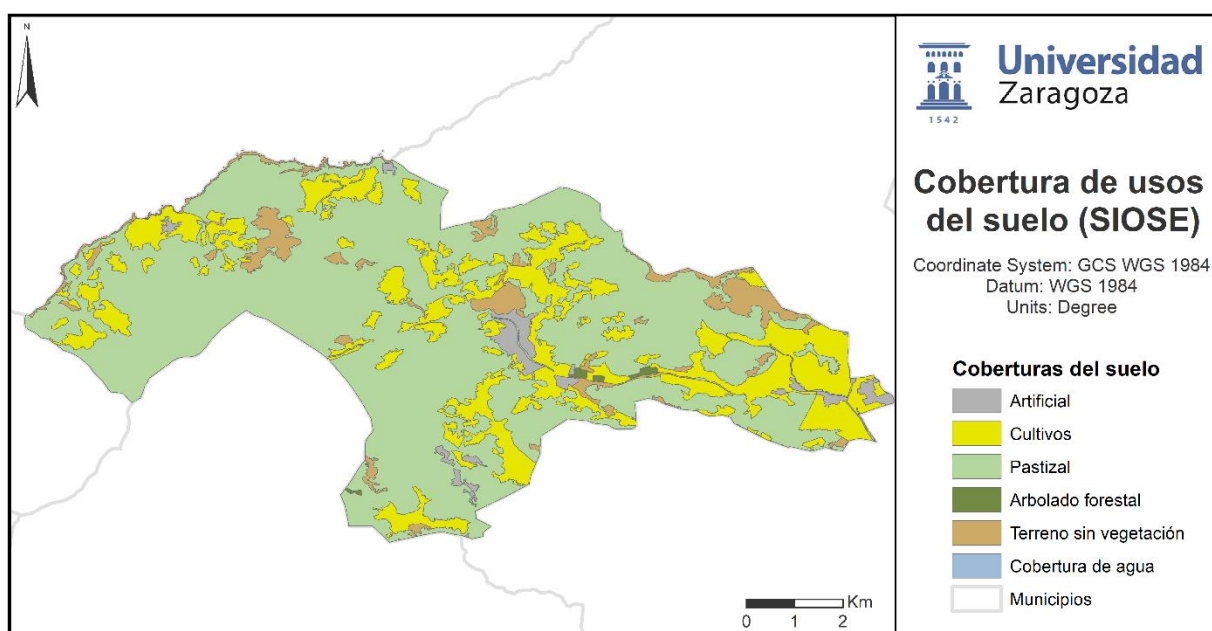 N
Universidad
Zaragoza
1542
Cobertura de usos
del suelo (SIOSE)
Coordinate System: GCS WGS 1984
Datum: WGS 1984
Units: Degree
Coberturas del suelo
Artificial
Cultivos
Pastizal
Arbolado forestal
Terreno sin vegetación
Cobertura de agua
Municipios
Km
0 1 2